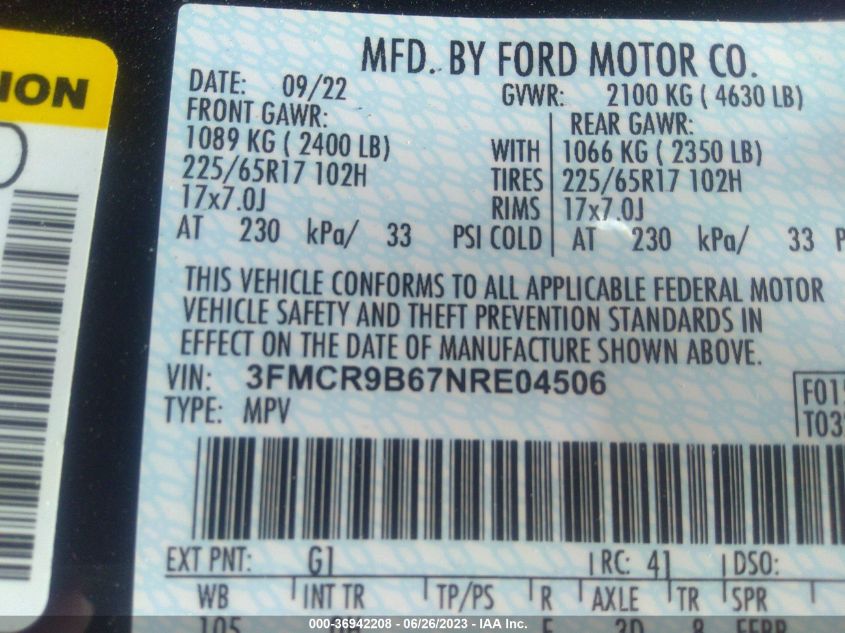 ION
MFD. BY FORD MOTOR CO.
DATE: 09/22 GVWR: 2100 KG ( 4630 LB)
FRONT GAWR: REAR GAWR:
1089 KG ( 2400 LB) WITH 1066 KG ( 2350 LB)
225/65R17 102H TIRES 225/65R17 102H
17x7.0J RIMS 17x7.0J
AT 230 kPa/ 33 PSI COLD AT 230 kPa/ 33 P
THIS VEHICLE CONFORMS TO ALL APPLICABLE FEDERAL MOTOR
VEHICLE SAFETY AND THEFT PREVENTION STANDARDS IN
EFFECT ON THE DATE OF MANUFACTURE SHOWN ABOVE.
VIN: 3FMCR9B67NRE04506
TYPE: MPV
F01
T03
EXT PNT: G1 RC: 41 DSO:
WB INT TR TP/PS R AXLE TR SPR
105
000-36942208 - 06/26/2023 - IAA Inc.